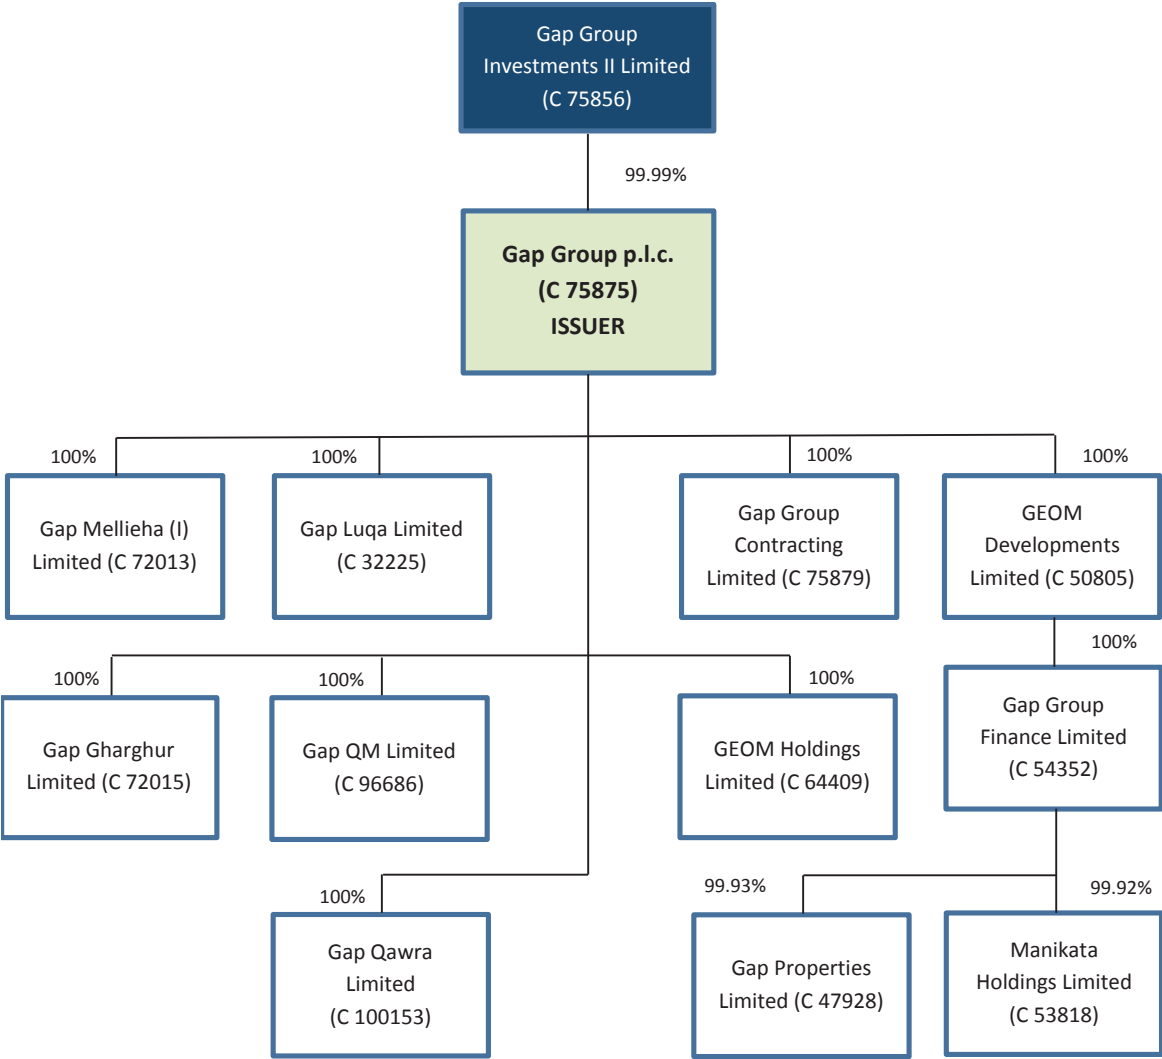 Gap Group
Investments II Limited
(C 75856)
99.99%
Gap Group p.l.c.
(C 75875)
ISSUER
100%
100%
100%
100%
Gap Mellieha (I)
Limited (C 72013)
Gap Luqa Limited
(C 32225)
Gap Group
Contracting
Limited (C 75879)
GEOM
Developments
Limited (C 50805)
100%
100%
100%
100%
Gap Gharghur
Limited (C 72015)
Gap QM Limited
(C 96686)
GEOM Holdings
Limited (C 64409)
Gap Group
Finance Limited
(C 54352)
100%
99.93%
99.92%
Gap Qawra
Limited
(C 100153)
Gap Properties
Limited (C 47928)
Manikata
Holdings Limited
(C 53818)